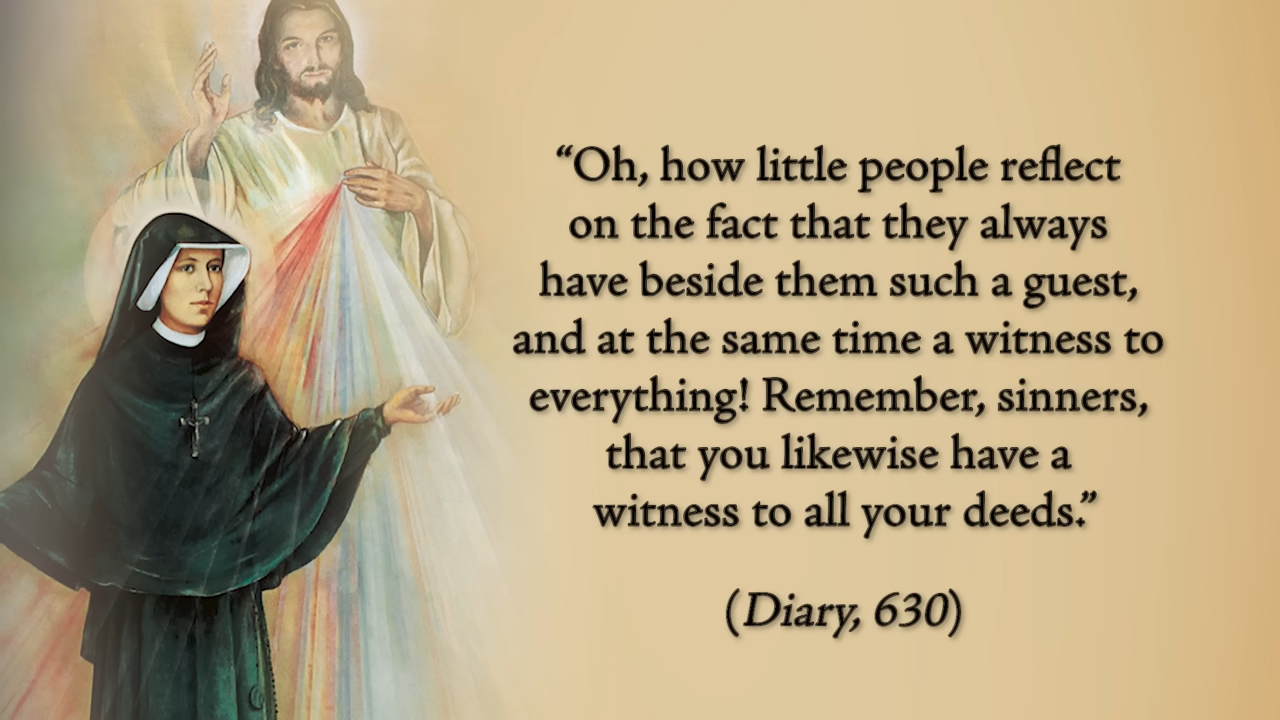 “Oh, how little people reflect
on the fact that they always
have beside them such a guest,
and at the same time a witness to
everything! Remember, sinners,
that you likewise have a
witness to all your deeds.”
(Diary, 630)